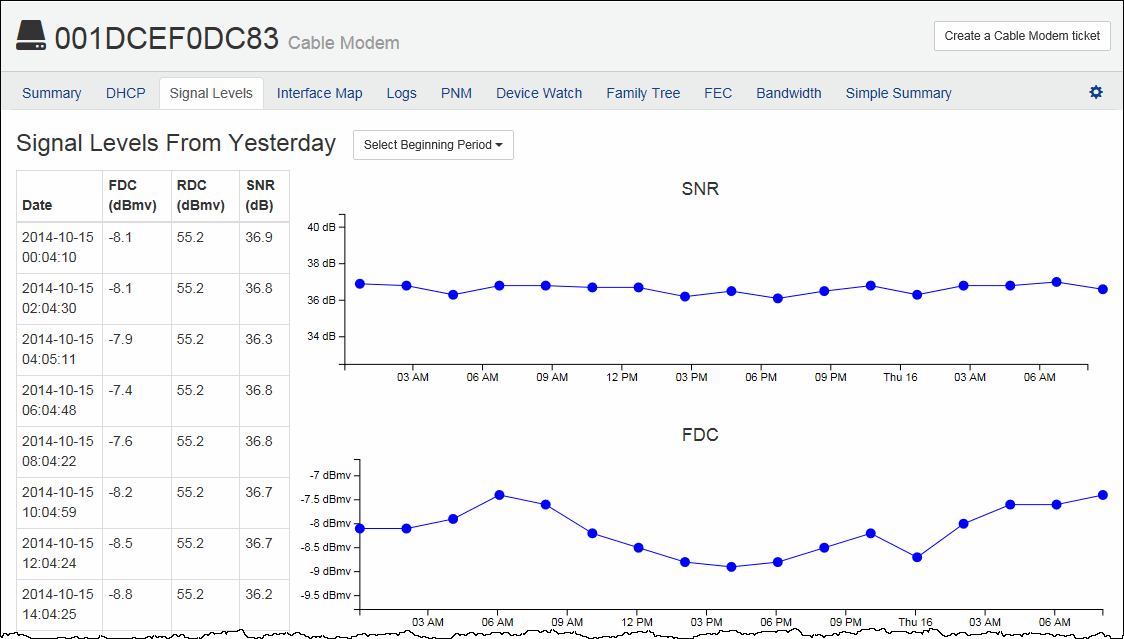 001DCEF0DC83 Cable Modem
Create a Cable Modem ticket
Summary DHCP Signal Levels Interface Map Logs PNM Device Watch Family Tree FEC Bandwidth Simple Summary
Signal Levels From Yesterday
Select Beginning Period
Date FDC (dBmv) RDC (dBmv) SNR (dB)
2014-10-15 00:04:10 -8.1 55.2 36.9
2014-10-15 02:04:30 -8.1 55.2 36.8
2014-10-15 04:05:11 -7.9 55.2 36.3
2014-10-15 06:04:48 -7.4 55.2 36.8
2014-10-15 08:04:22 -7.6 55.2 36.8
2014-10-15 10:04:59 -8.2 55.2 36.7
2014-10-15 12:04:24 -8.5 55.2 36.7
2014-10-15 14:04:25 -8.8 55.2 36.2
SNR
40 dB
38 dB
36 dB
34 dB
03 AM 06 AM 09 AM 12 PM 03 PM 06 PM 09 PM Thu 16 03 AM 06 AM
FDC
-7 dBmv
-7.5 dBmv
-8 dBmv
-8.5 dBmv
-9 dBmv
-9.5 dBmv
03 AM 06 AM 09 AM 12 PM 03 PM 06 PM 09 PM Thu 16 03 AM 06 AM